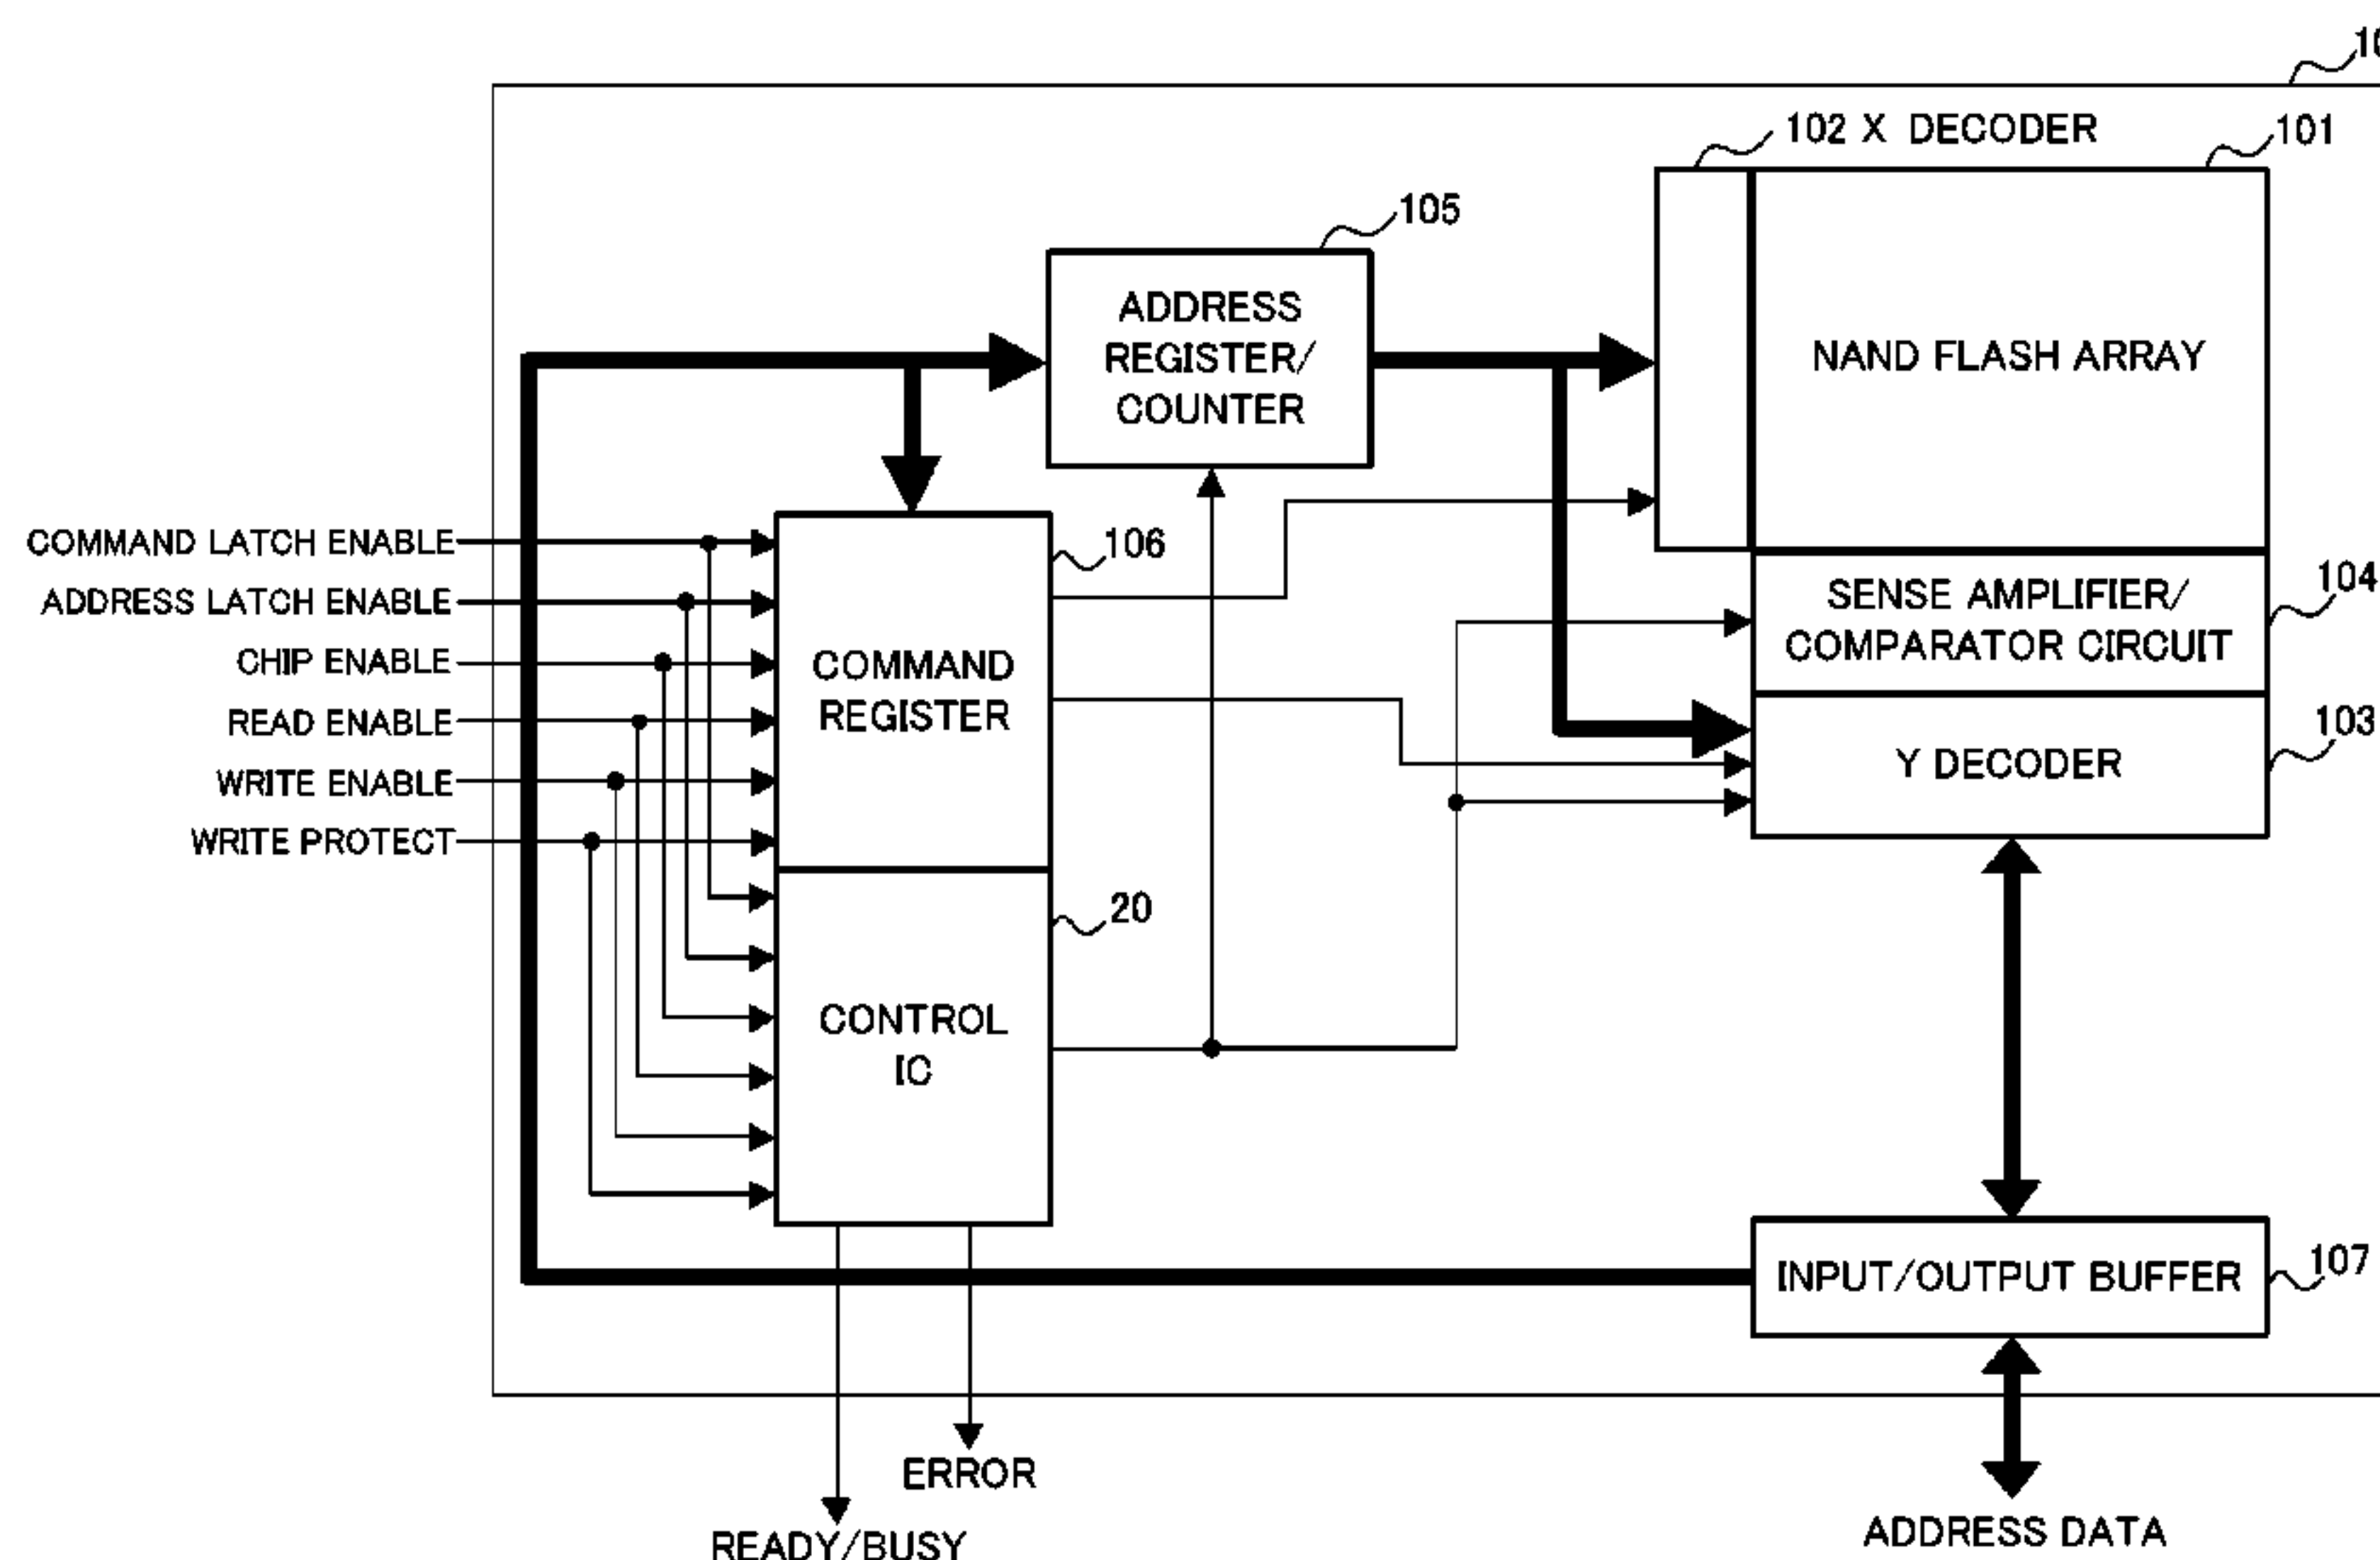 102 X DECODER
101
105
ADDRESS
REGISTER/
COUNTER
NAND FLASH ARRAY
COMMAND LATCH ENABLE
ADDRESS LATCH ENABLE
CHIP ENABLE
READ ENABLE
WRITE ENABLE
WRITE PROTECT
106
COMMAND
REGISTER
SENSE AMPLIFIER/
COMPARATOR CIRCUIT
104
Y DECODER
103
20
CONTROL
IC
INPUT/OUTPUT BUFFER
107
ERROR
READY/BUSY
ADDRESS DATA